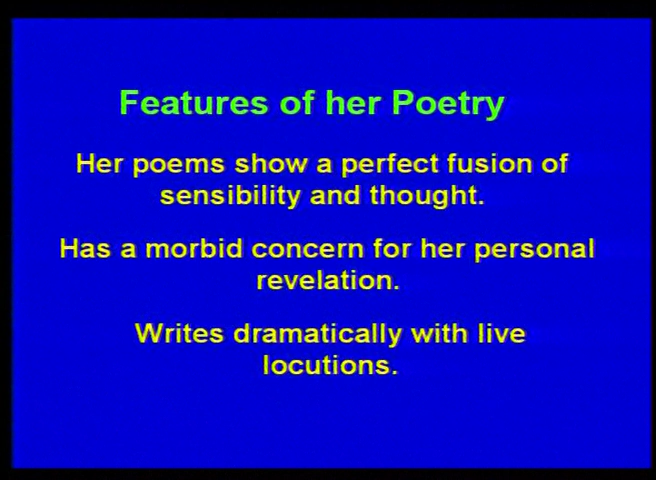 Features of her Poetry
Her poems show a perfect fusion of
sensibility and thought.
Has a morbid concern for her personal
revelation.
Writes dramatically with live
locutions.